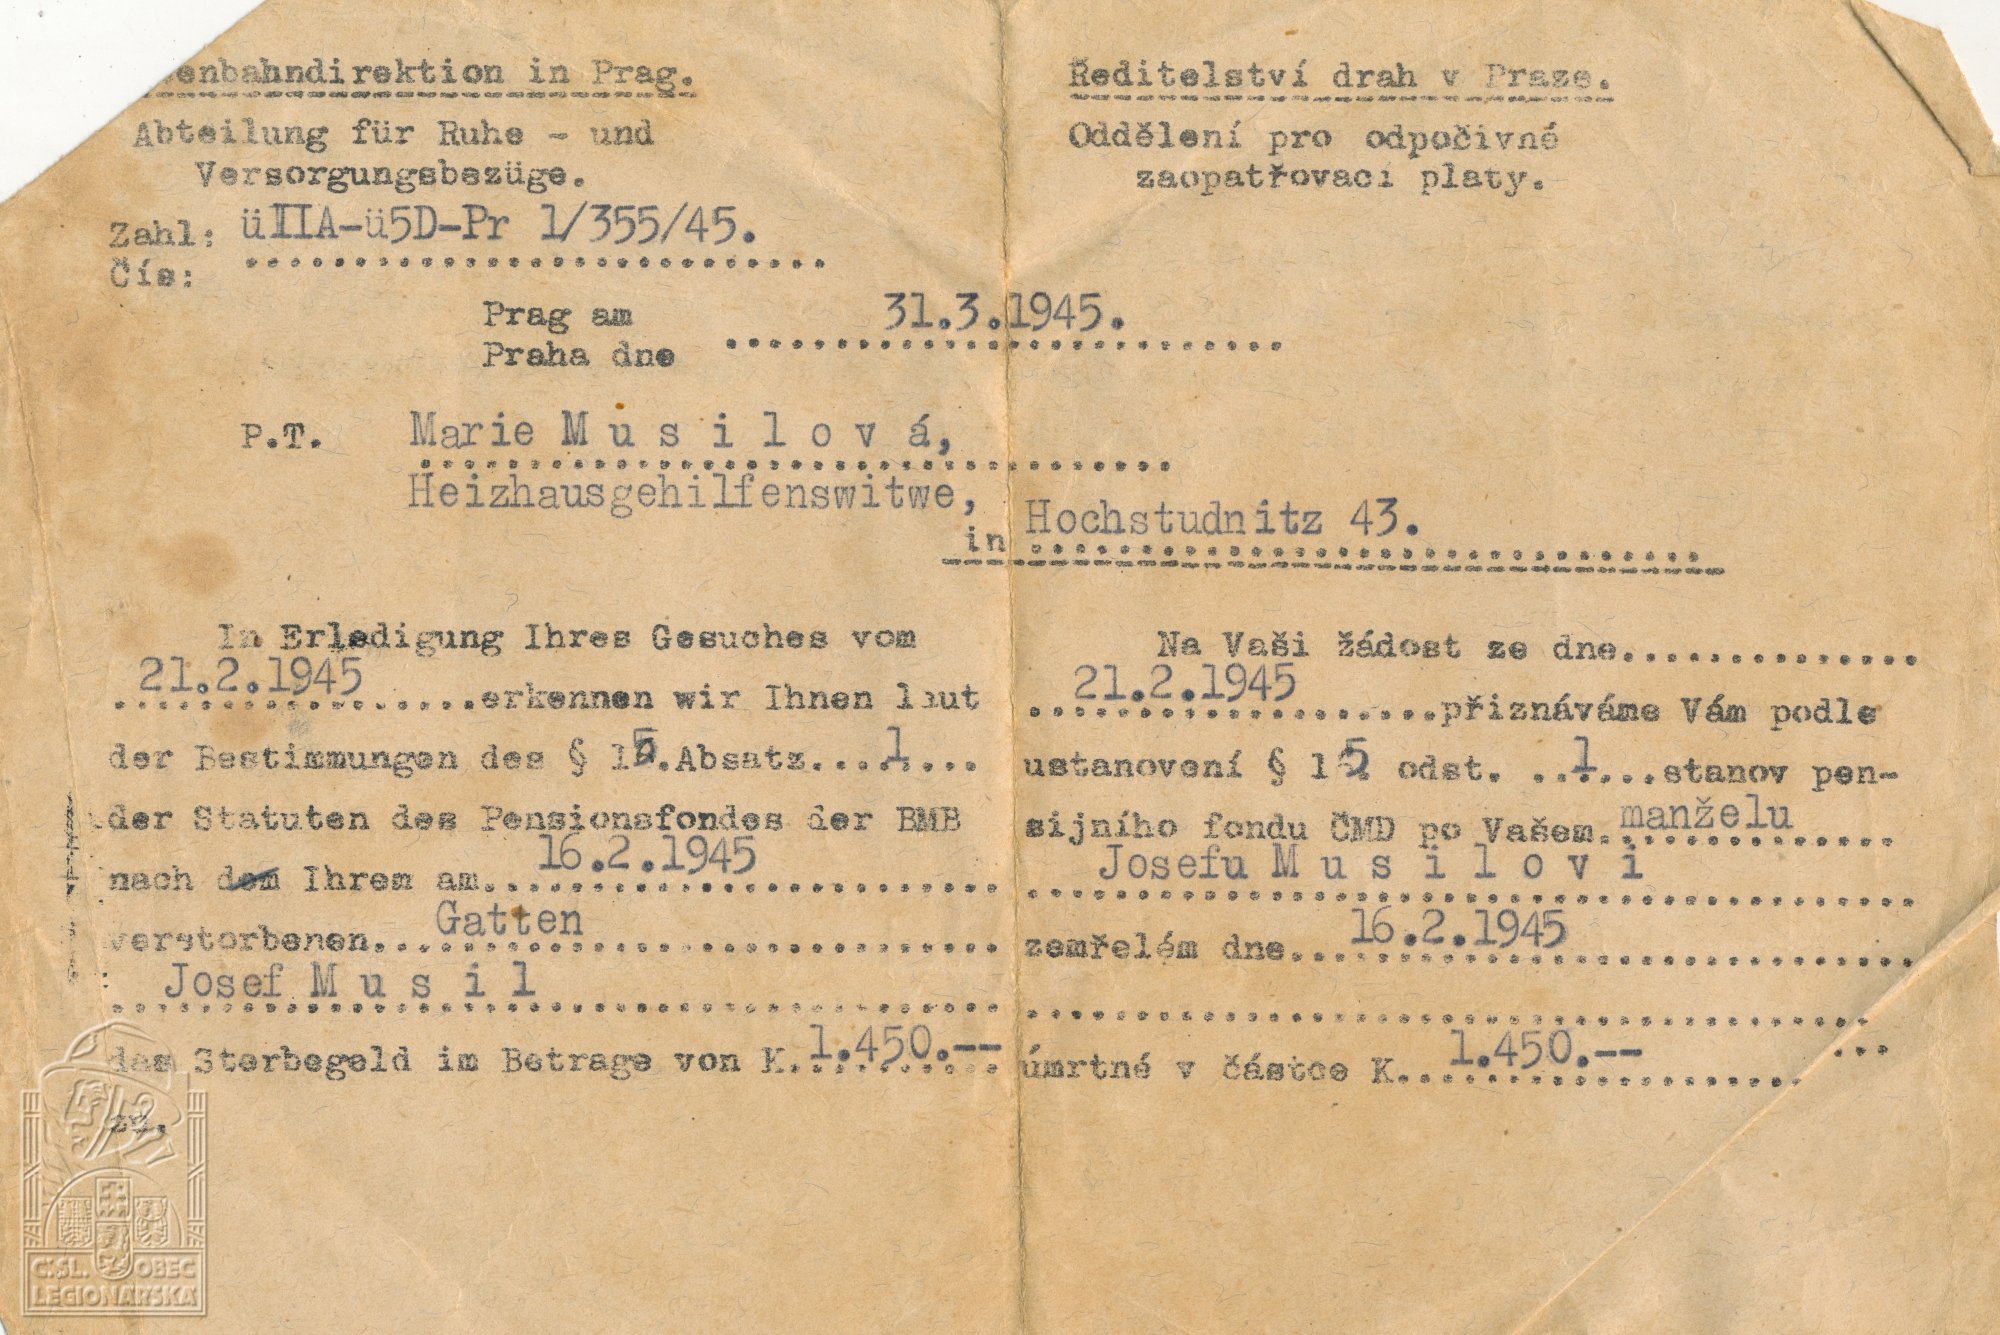 enbahndirektion in Prag.
Abteilung für Ruhe - und
Versorgungsbezüge.
Zahl: üIIA-ü5D-Pr 1/355/45.
Čís:
Ředitelství drah v Praze.
Oddělení pro odpočivné
zaopatřovací platy.
Prag am 31.3.1945.
Praha dne
P.T. Marie M u s i l o v á,
Heizhausgehilfenswitwe,
in Hochstudnitz 43.
In Erledigung Ihres Gesuches vom
21.2.1945 erkennen wir Ihnen laut
der Bestimmungen des § 15.Absatz....1....
der Statuten des Pensionsfondes der BMB
nach dem Ihrem am 16.2.1945
verstorbenen Gatten
Josef M u s i l
das Sterbegeld im Betrage von K 1.450.--
zu.
Na Vaši žádost ze dne
21.2.1945 přiznáváme Vám podle
ustanovení § 15 odst. 1 stanov pen-
sijního fondu ČMD po Vašem manželu
Josefu M u s i l o v i
zemřelém dne 16.2.1945
úmrtné v částce K 1.450.--
Č.SL. OBEC
LEGIONÁŘSKÁ